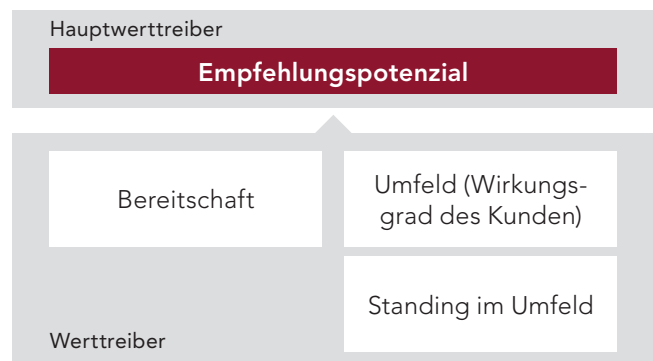 Hauptwerttreiber
Empfehlungspotenzial
Bereitschaft
Umfeld (Wirkungs-
grad des Kunden)
Standing im Umfeld
Werttreiber